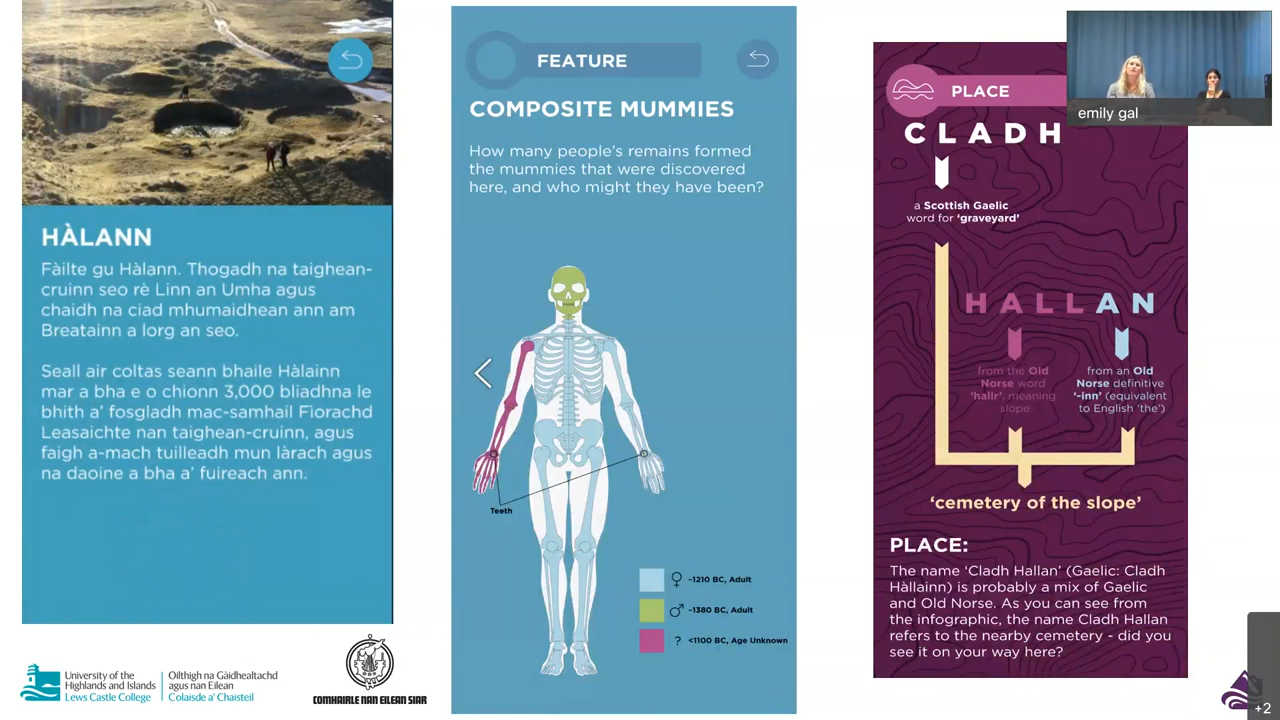 HÀLANN
Fàilte gu Hàlann. Thogadh na taighean-
cruinn seo rè Linn an Umha agus
chaidh na ciad mhumaidhean ann am
Breatainn a lorg an seo.
Seall air coltas seann bhaile Hàlainn
mar a bha e o chionn 3,000 bliadhna le
bhith a' fosgladh mac-samhail Fìorachd
Leasaichte nan taighean-cruinn, agus
faigh a-mach tuilleadh mun làrach agus
na daoine a bha a' fuireach ann.
University of the
Highlands and Islands
Lews Castle College
Oilthigh na Gàidhealtachd
agus nan Eilean
Colaisde a' Chaisteil
COMHAIRLE NAN EILEAN SIAR
FEATURE
COMPOSITE MUMMIES
How many people's remains formed
the mummies that were discovered
here, and who might they have been?
Teeth
~1210 BC, Adult
~1380 BC, Adult
? <1100 BC, Age Unknown
PLACE
CLADH
a Scottish Gaelic
word for 'graveyard'
HALLAN
from the Old
Norse word
'hallr', meaning
slope
from an Old
Norse definitive
'-inn' (equivalent
to English 'the')
'cemetery of the slope'
PLACE:
The name 'Cladh Hallan' (Gaelic: Cladh
Hàllainn) is probably a mix of Gaelic
and Old Norse. As you can see from
the infographic, the name Cladh Hallan
refers to the nearby cemetery - did you
see it on your way here?
emily gal
+2